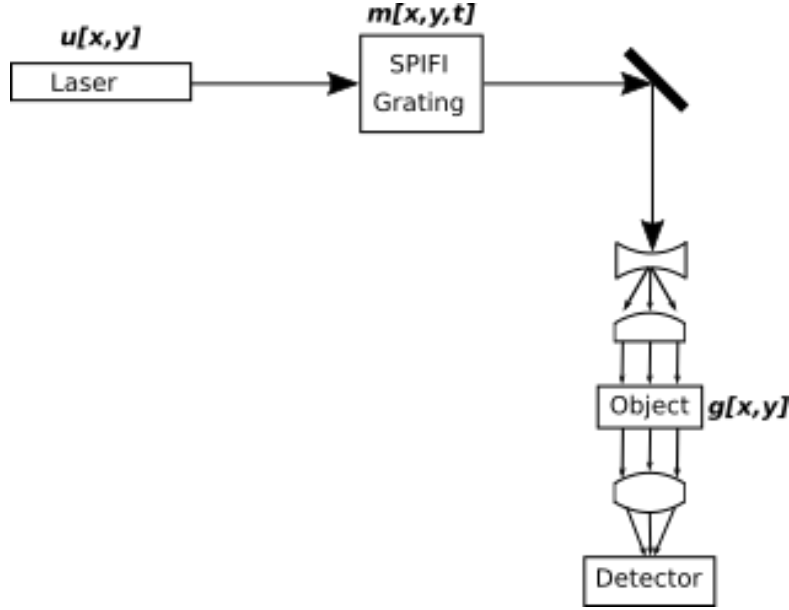 m[x,y,t]
u[x,y]
Laser
SPIFI
Grating
Object
g[x,y]
Detector